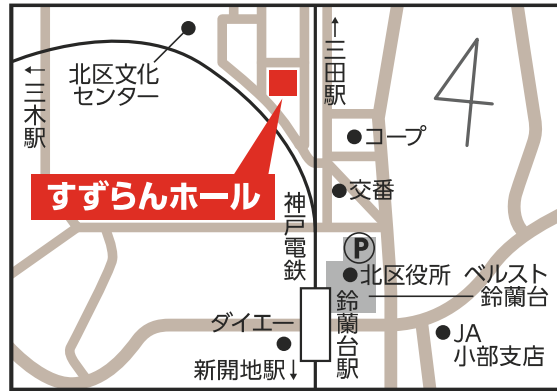 北区文化
センター
←三木駅
↑三田駅
4
コープ
すずらんホール
交番
神戸電鉄
P
北区役所
ベルスト
鈴蘭台
鈴蘭台駅
ダイエー
新開地駅↓
JA
小部支店